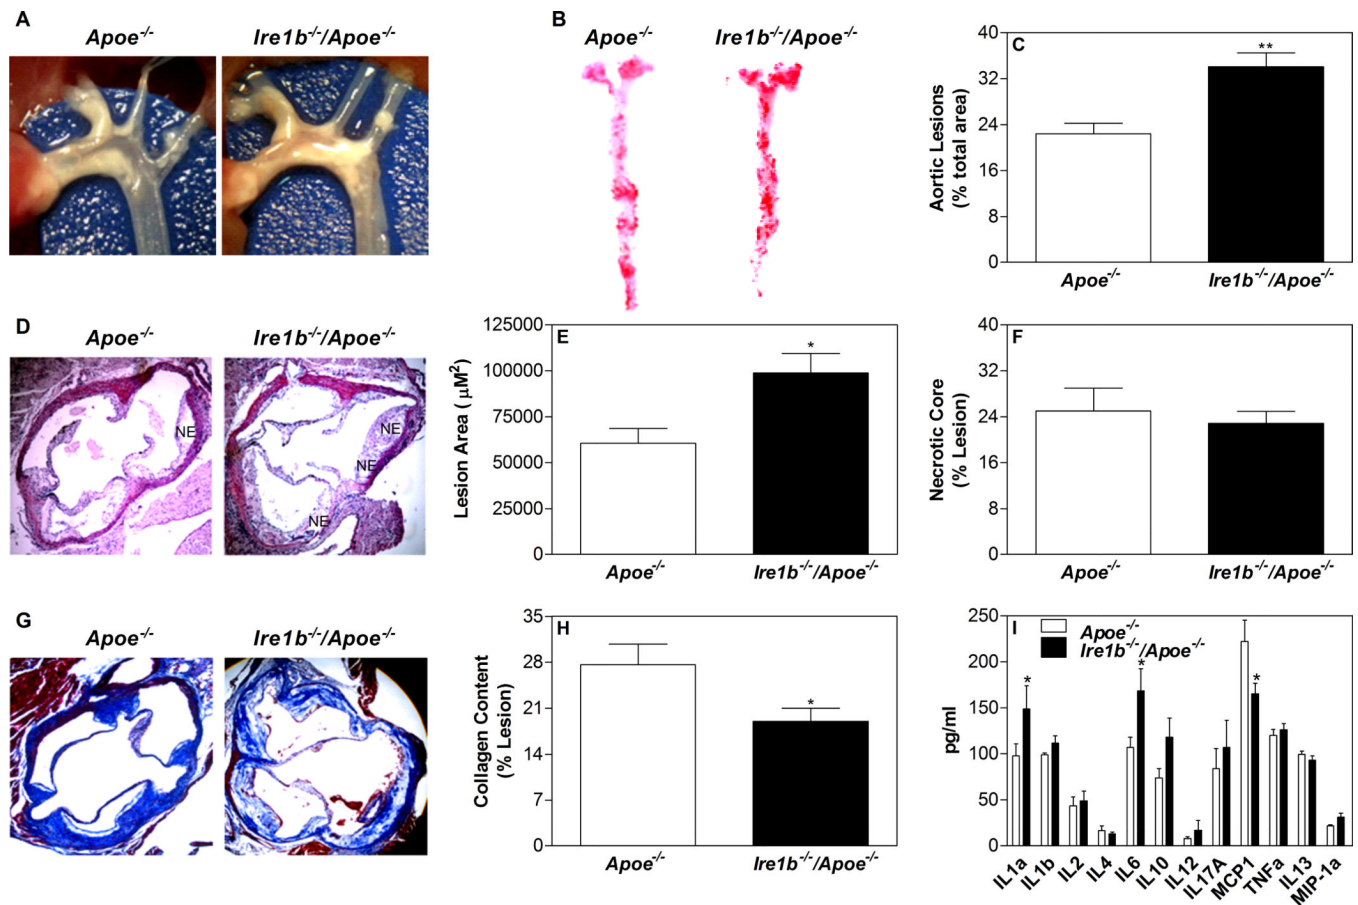 A
Apoe-/-
Ire1b-/-/Apoe-/-
B
Apoe-/-
Ire1b-/-/Apoe-/-
C
Aortic Lesions
(% total area)
40
32
24
16
8
0
Apoe-/-
Ire1b-/-/Apoe-/-
**
D
Apoe-/-
Ire1b-/-/Apoe-/-
NE
NE
NE
NE
E
Lesion Area ( μM2)
125000
100000
75000
50000
25000
0
*
Apoe-/-
Ire1b-/-/Apoe-/-
F
Necrotic Core
(% Lesion)
40
32
24
16
8
0
Apoe-/-
Ire1b-/-/Apoe-/-
G
Apoe-/-
Ire1b-/-/Apoe-/-
H
Collagen Content
(% Lesion)
35
28
21
14
7
0
*
Apoe-/-
Ire1b-/-/Apoe-/-
I
Apoe-/-
Ire1b-/-/Apoe-/-
pg/ml
250
200
150
100
50
0
*
*
*
IL1a
IL1b
IL2
IL4
IL6
IL10
IL12
IL17A
MCP1
TNFa
IL13
MIP-1a